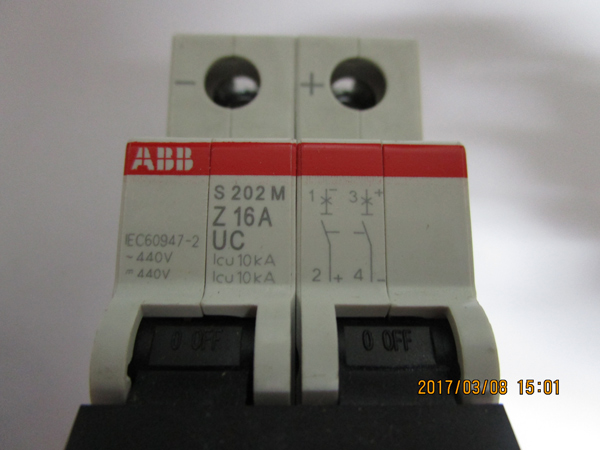 - +
ABB
S 202 M
Z 16A
UC
IEC60947-2
~ 440V Icu 10kA
= 440V Icu 10kA
1 - 3 +
2 + 4 -
0 OFF 0 OFF
2017/03/08 15:01